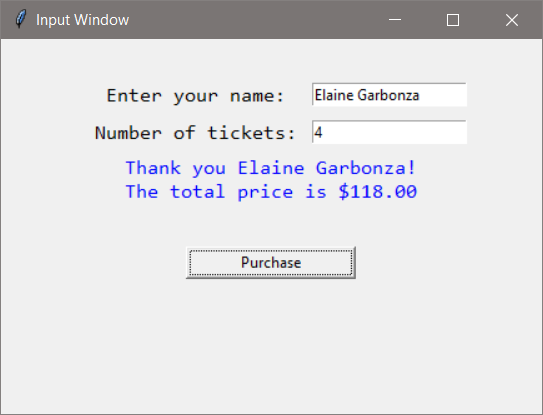 Input Window
Enter your name: Elaine Garbonza
Number of tickets: 4
Thank you Elaine Garbonza!
The total price is $118.00
Purchase